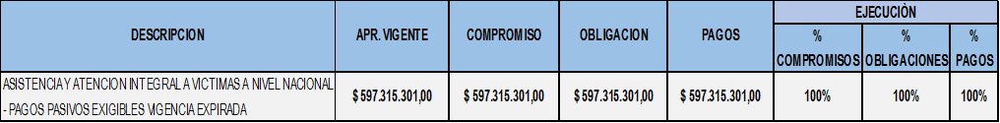 DESCRIPCION APR. VIGENTE COMPROMISO OBLIGACION PAGOS EJECUCIÒN
% COMPROMISOS % OBLIGACIONES % PAGOS
ASISTENCIA Y ATENCION INTEGRAL A VICTIMAS A NIVEL NACIONAL
- PAGOS PASIVOS EXIGIBLES VIGENCIA EXPIRADA
$ 597.315.301,00 $ 597.315.301,00 $ 597.315.301,00 $ 597.315.301,00 100% 100% 100%